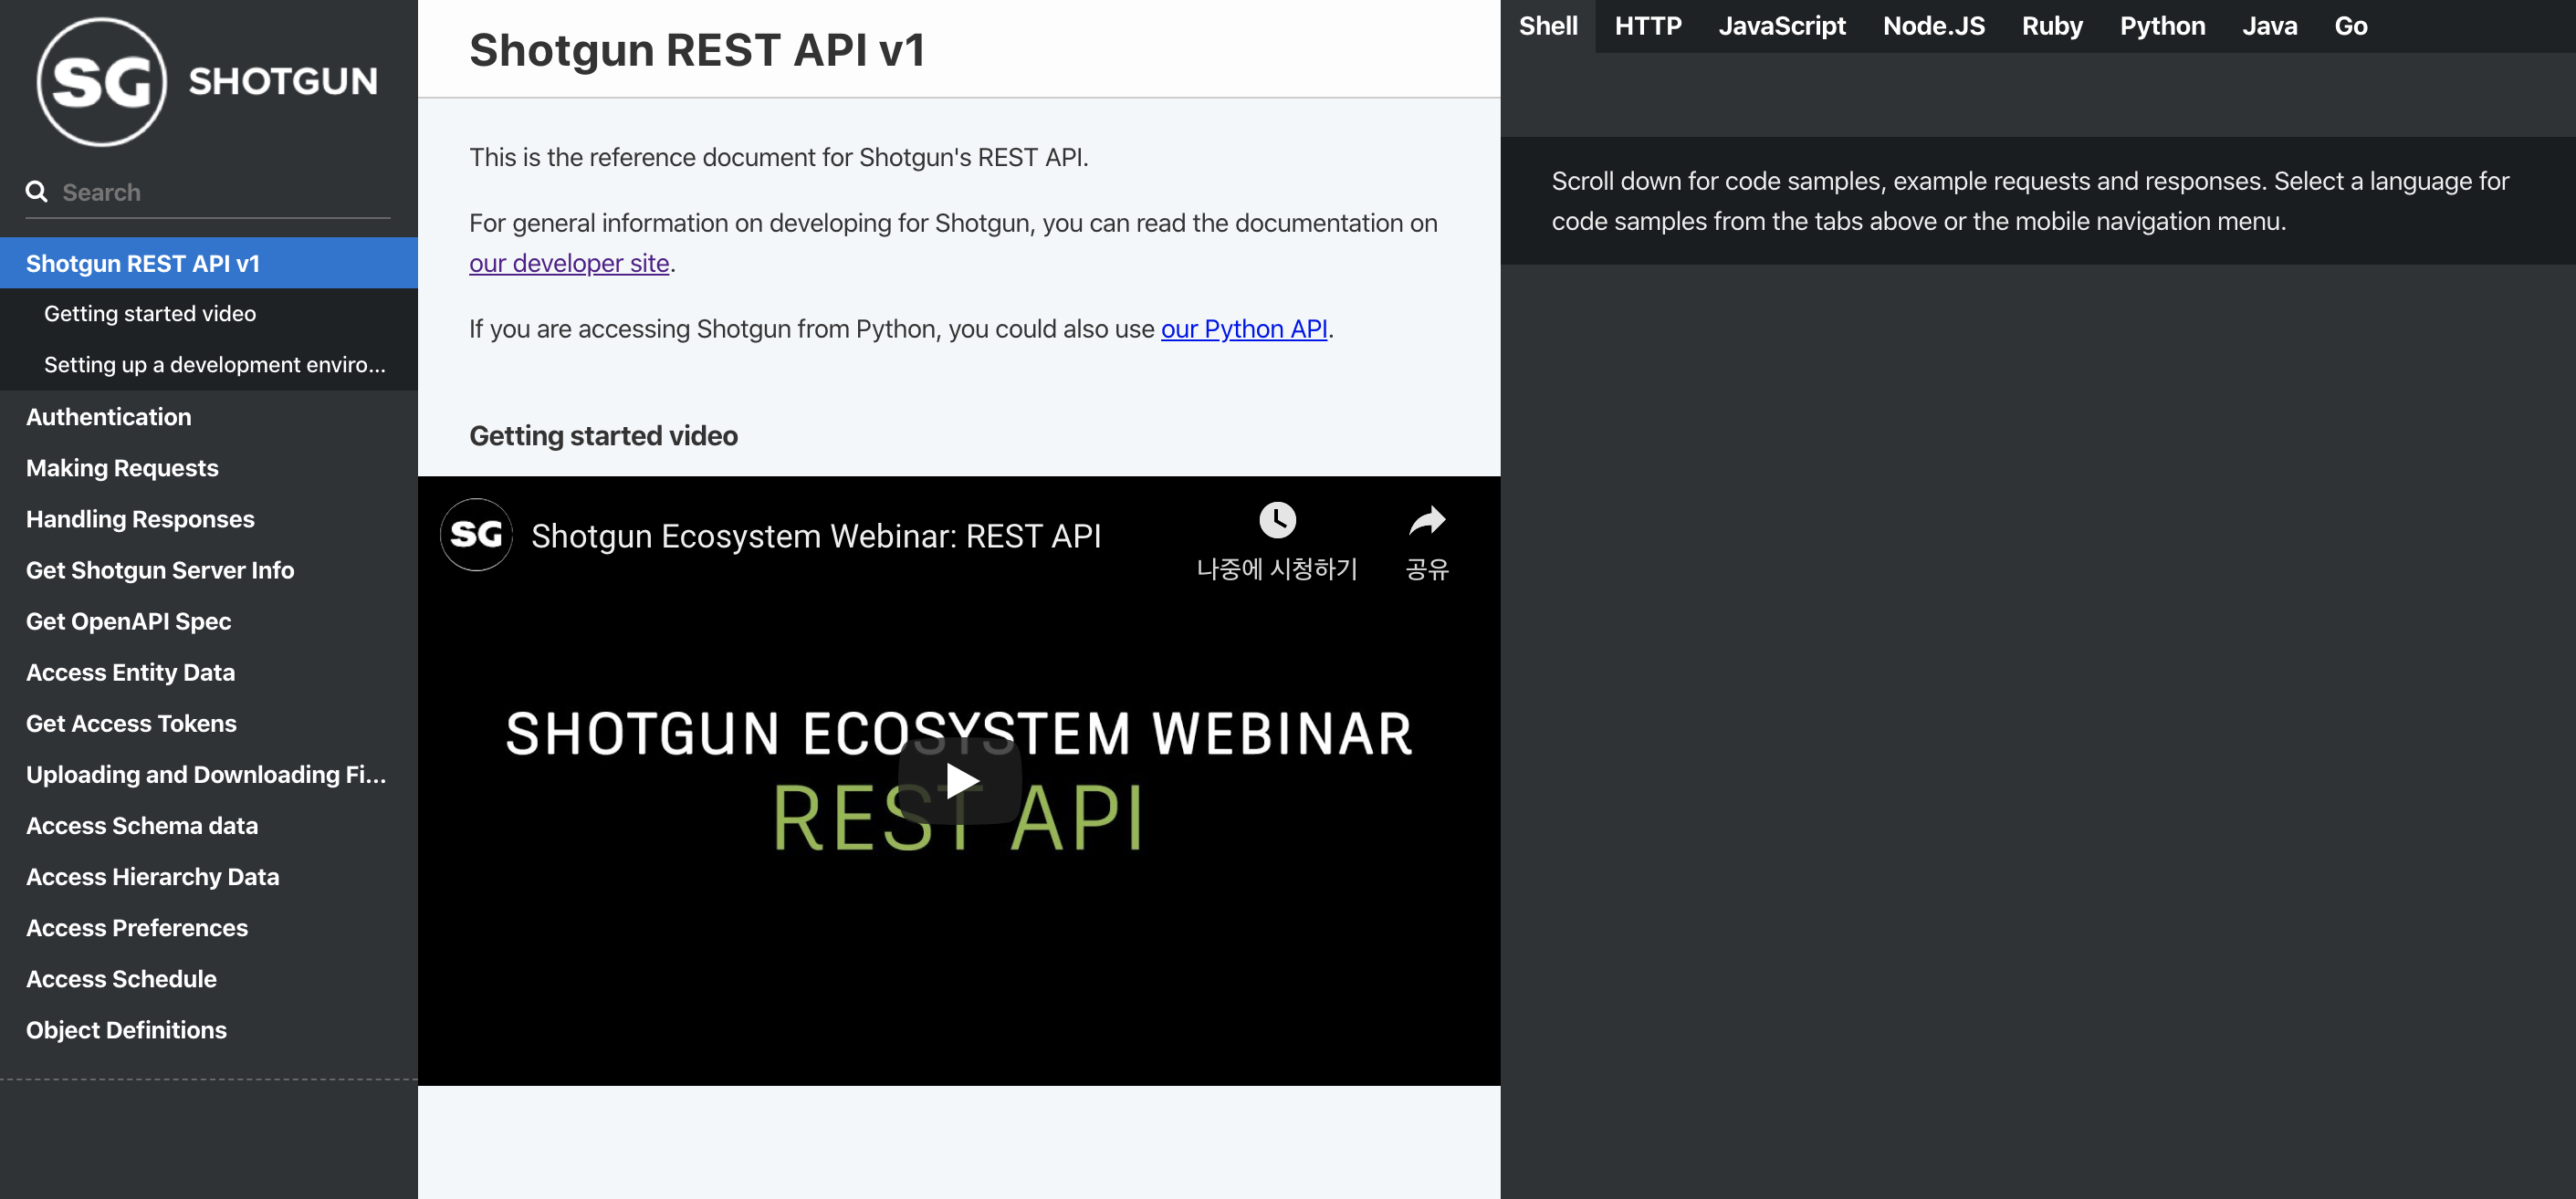 SG SHOTGUN
Search
Shotgun REST API v1
Getting started video
Setting up a development enviro...
Authentication
Making Requests
Handling Responses
Get Shotgun Server Info
Get OpenAPI Spec
Access Entity Data
Get Access Tokens
Uploading and Downloading Fi...
Access Schema data
Access Hierarchy Data
Access Preferences
Access Schedule
Object Definitions
Shotgun REST API v1
This is the reference document for Shotgun's REST API.
For general information on developing for Shotgun, you can read the documentation on
our developer site.
If you are accessing Shotgun from Python, you could also use our Python API.
Getting started video
SG Shotgun Ecosystem Webinar: REST API
나중에 시청하기 공유
SHOTGUN ECOSYSTEM WEBINAR
REST API
Shell HTTP JavaScript Node.JS Ruby Python Java Go
Scroll down for code samples, example requests and responses. Select a language for
code samples from the tabs above or the mobile navigation menu.